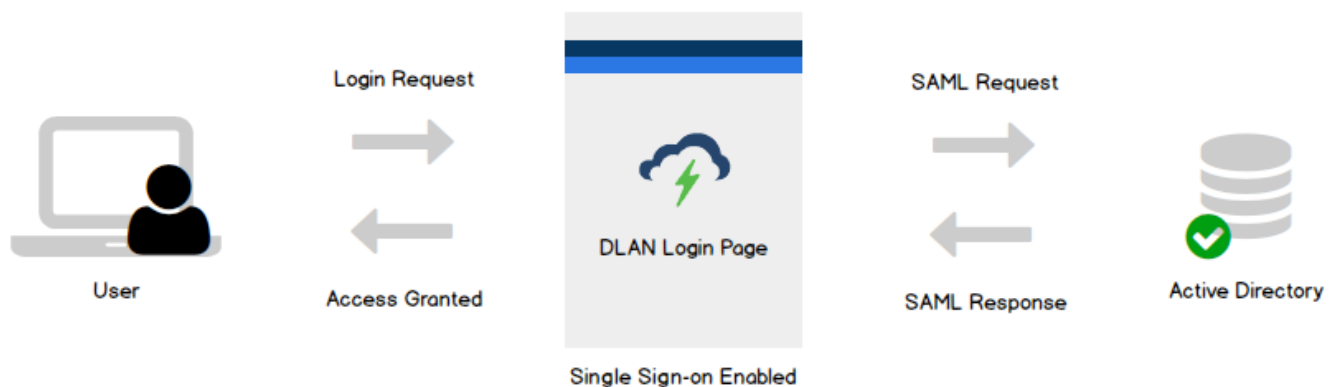 Login Request
SAML Request
DLAN Login Page
User
Access Granted
SAML Response
Active Directory
Single Sign-on Enabled